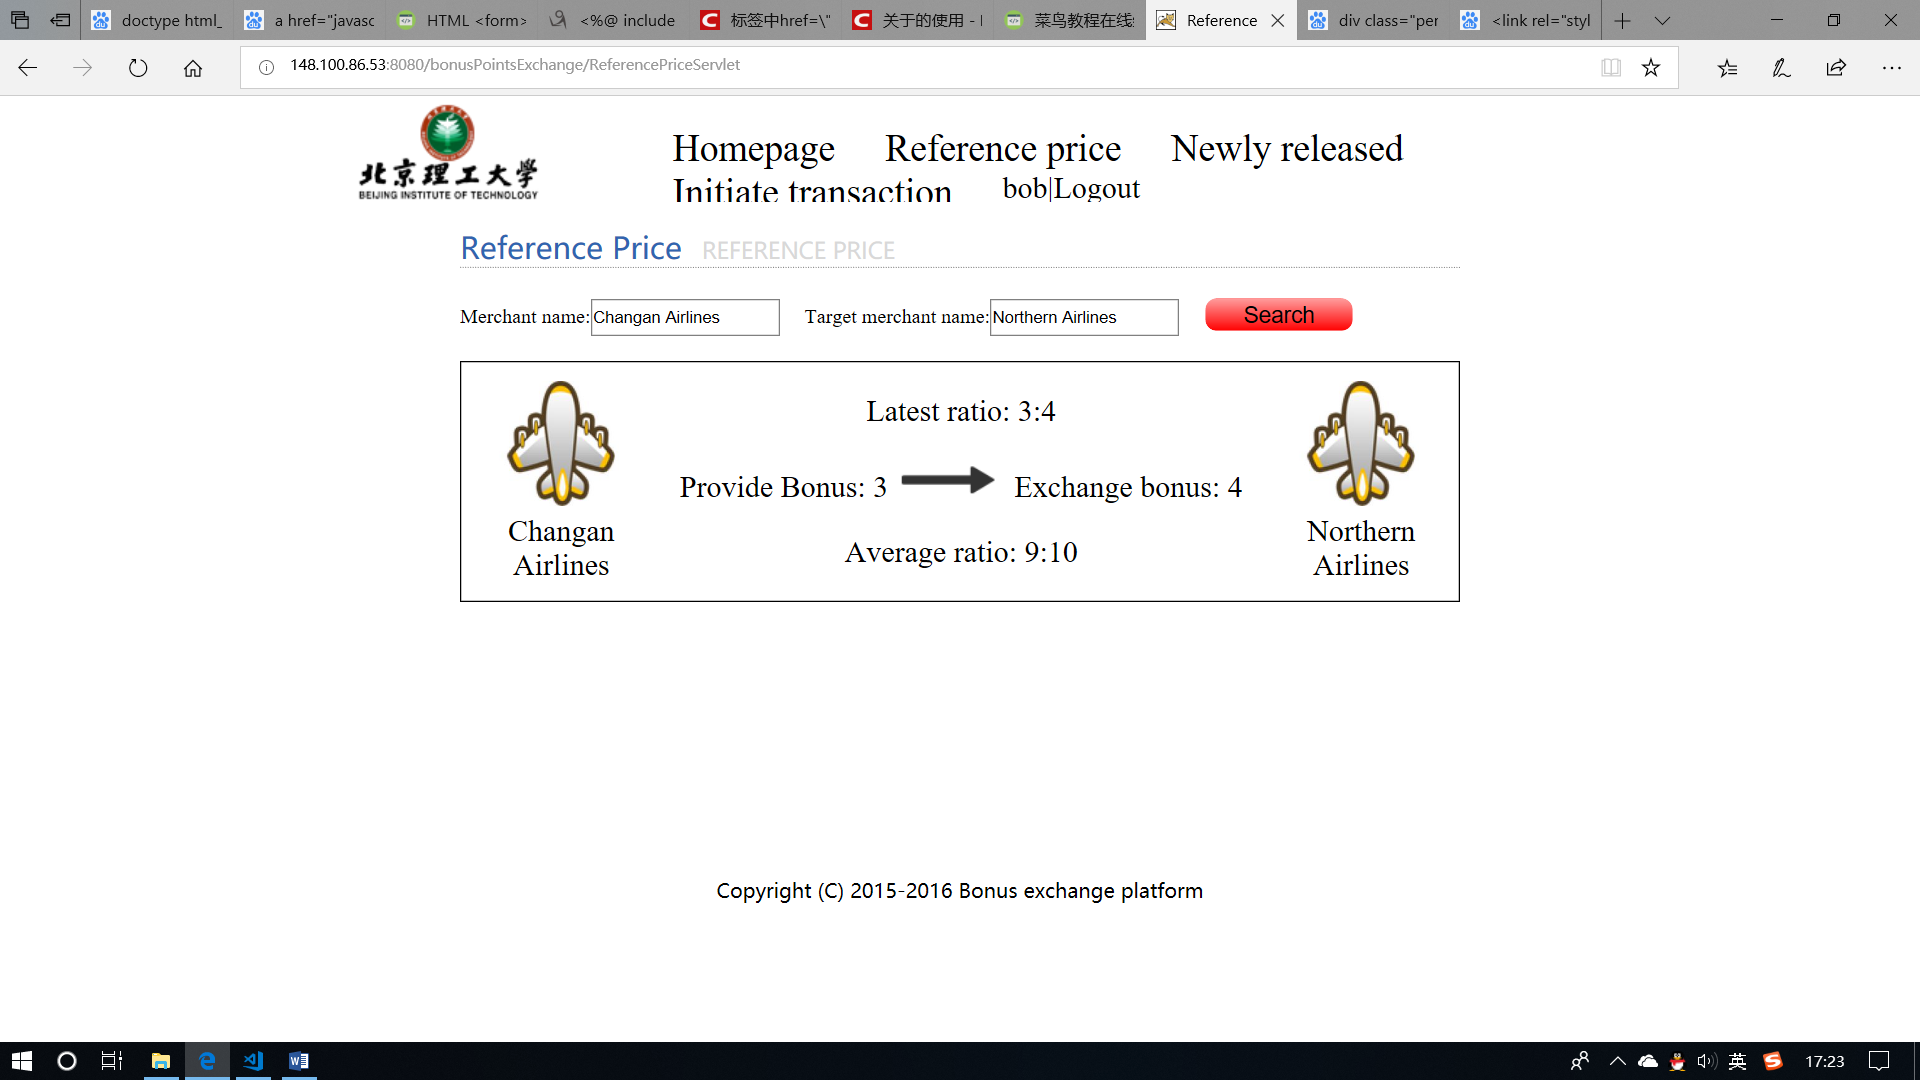 doctype html_
a href="javasc
HTML <form>
<%@ include
标签中href=\"
关于的使用 - I
菜鸟教程在线
Reference
div class="per
<link rel="styl
148.100.86.53:8080/bonusPointsExchange/ReferencePriceServlet
北京理工大学
BEIJING INSTITUTE OF TECHNOLOGY
Homepage Reference price Newly released
Initiate transaction bob|Logout
Reference Price REFERENCE PRICE
Merchant name: Changan Airlines Target merchant name: Northern Airlines Search
Latest ratio: 3:4
Provide Bonus: 3 Exchange bonus: 4
Average ratio: 9:10
Changan
Airlines
Northern
Airlines
Copyright (C) 2015-2016 Bonus exchange platform
英
17:23